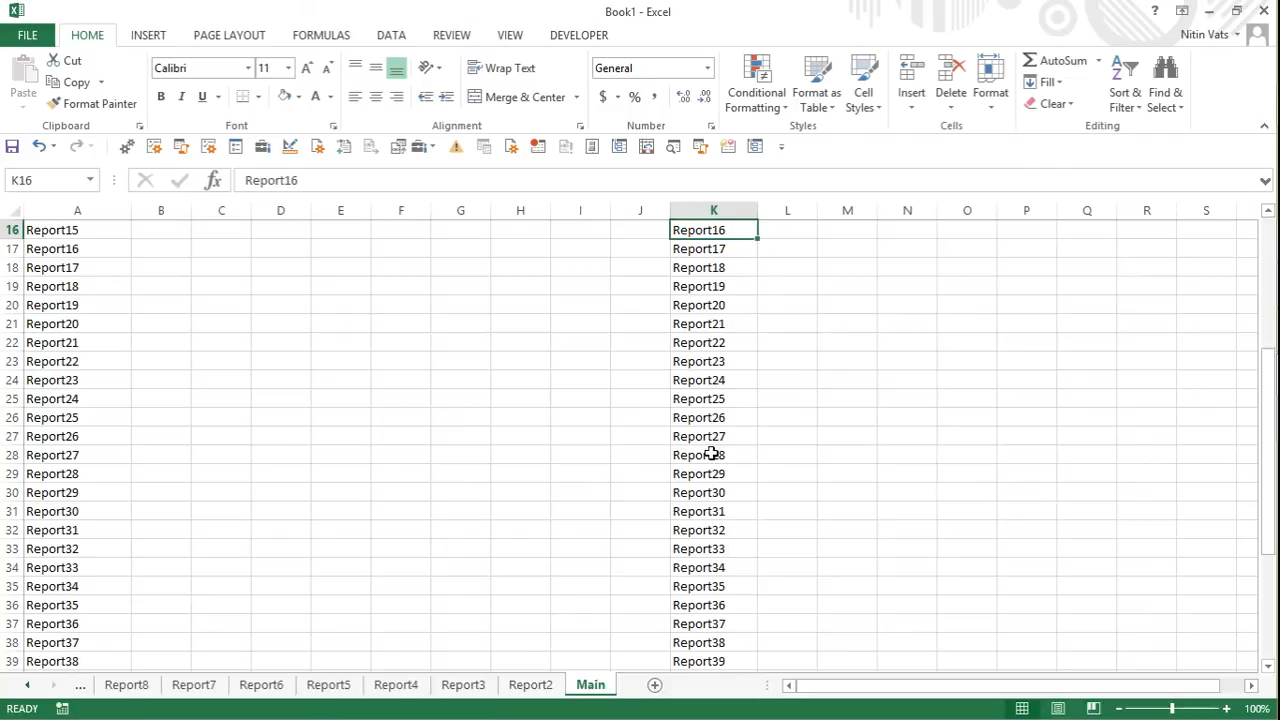 Book1 - Excel
?
FILE HOME INSERT PAGE LAYOUT FORMULAS DATA REVIEW VIEW DEVELOPER Nitin Vats
Paste Cut Copy Format Painter Clipboard
Calibri 11 B I U A Font
Wrap Text Merge & Center Alignment
General $ % , Number
Conditional Formatting Format as Table Cell Styles Styles
Insert Delete Format Cells
AutoSum Fill Clear Sort & Filter Find & Select Editing
K16 fx Report16
A B C D E F G H I J K L M N O P Q R S
16 Report15 Report16
17 Report16 Report17
18 Report17 Report18
19 Report18 Report19
20 Report19 Report20
21 Report20 Report21
22 Report21 Report22
23 Report22 Report23
24 Report23 Report24
25 Report24 Report25
26 Report25 Report26
27 Report26 Report27
28 Report27 Report28
29 Report28 Report29
30 Report29 Report30
31 Report30 Report31
32 Report31 Report32
33 Report32 Report33
34 Report33 Report34
35 Report34 Report35
36 Report35 Report36
37 Report36 Report37
38 Report37 Report38
39 Report38 Report39
... Report8 Report7 Report6 Report5 Report4 Report3 Report2 Main
READY 100%